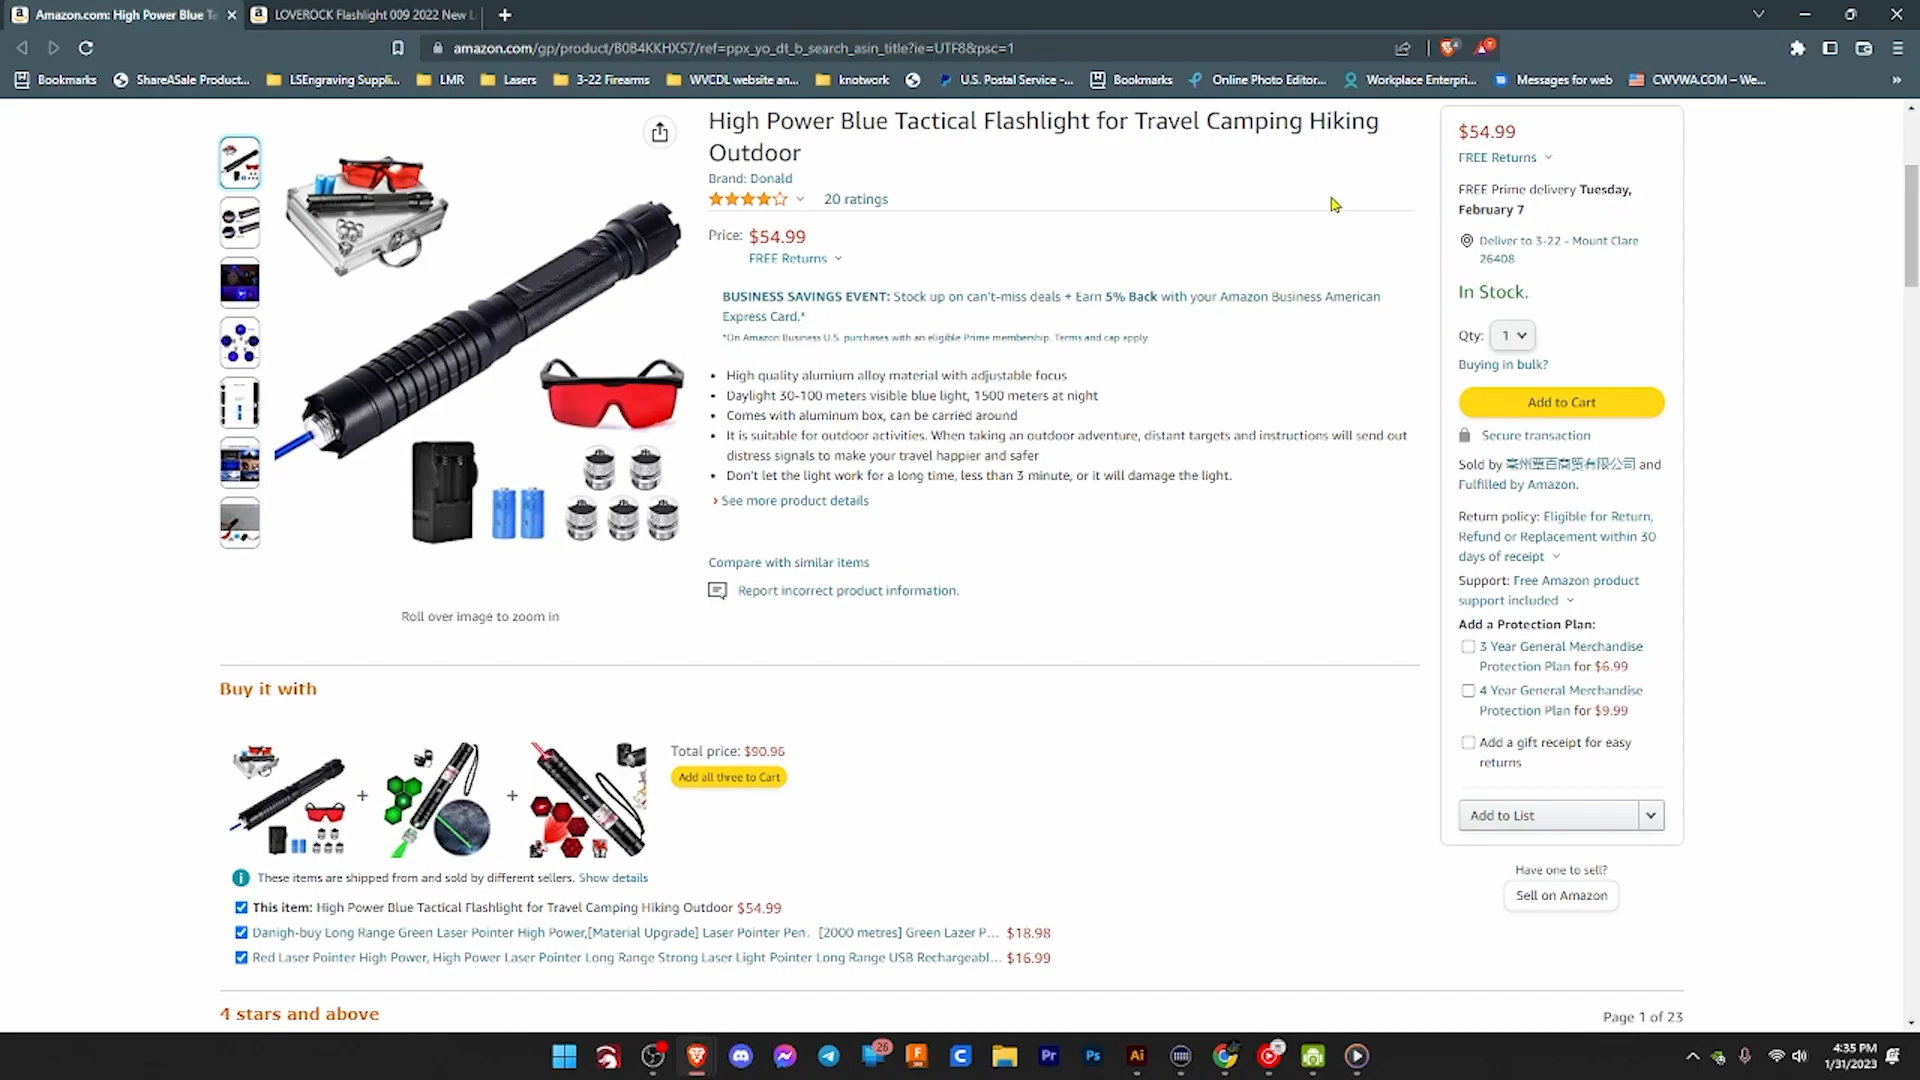 Amazon.com: High Power Blue Ta
LOVEROCK Flashlight 009 2022 New L
amazon.com/gp/product/B084KKHXS7/ref=ppx_yo_dt_b_search_asin_title?ie=UTF8&psc=1
Bookmarks
ShareASale Product...
LSEngraving Suppli...
LMR
Lasers
3-22 Firearms
WVCDL website an...
knotwork
U.S. Postal Service -...
Bookmarks
Online Photo Editor...
Workplace Enterpri...
Messages for web
CWVWA.COM – We...
High Power Blue Tactical Flashlight for Travel Camping Hiking
Outdoor
Brand: Donald
20 ratings
Price: $54.99
FREE Returns
BUSINESS SAVINGS EVENT: Stock up on can't-miss deals + Earn 5% Back with your Amazon Business American
Express Card.*
*On Amazon Business U.S. purchases with an eligible Prime membership. Terms and cap apply.
• High quality alumium alloy material with adjustable focus
• Daylight 30-100 meters visible blue light, 1500 meters at night
• Comes with aluminum box, can be carried around
• It is suitable for outdoor activities. When taking an outdoor adventure, distant targets and instructions will send out
distress signals to make your travel happier and safer
• Don't let the light work for a long time, less than 3 minute, or it will damage the light.
› See more product details
Compare with similar items
Report incorrect product information.
Roll over image to zoom in
$54.99
FREE Returns
FREE Prime delivery Tuesday,
February 7
Deliver to 3-22 - Mount Clare
26408
In Stock.
Qty: 1
Buying in bulk?
Add to Cart
Secure transaction
Sold by 亳州堇百商贸有限公司 and
Fulfilled by Amazon.
Return policy: Eligible for Return,
Refund or Replacement within 30
days of receipt
Support: Free Amazon product
support included
Add a Protection Plan:
3 Year General Merchandise
Protection Plan for $6.99
4 Year General Merchandise
Protection Plan for $9.99
Add a gift receipt for easy
returns
Add to List
Have one to sell?
Sell on Amazon
Buy it with
+
+
Total price: $90.96
Add all three to Cart
These items are shipped from and sold by different sellers. Show details
This item: High Power Blue Tactical Flashlight for Travel Camping Hiking Outdoor $54.99
Danigh-buy Long Range Green Laser Pointer High Power,[Material Upgrade] Laser Pointer Pen, [2000 metres] Green Lazer P... $18.98
Red Laser Pointer High Power, High Power Laser Pointer Long Range Strong Laser Light Pointer Long Range USB Rechargeabl... $16.99
4 stars and above
Page 1 of 23
26
Pr
Ps
Ai
4:35 PM
1/31/2023